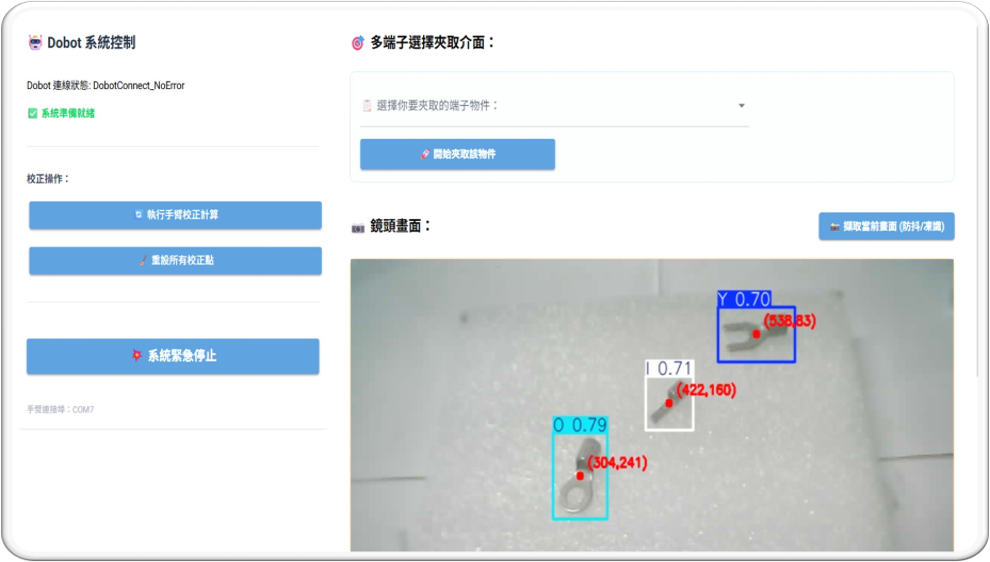 Dobot 系統控制
Dobot 連線狀態: DobotConnect_NoError
系統準備就緒
校正操作：
執行手臂校正計算
重設所有校正點
系統緊急停止
手臂連接埠：COM7
多端子選擇夾取介面：
選擇你要夾取的端子物件：
開始夾取該物件
鏡頭畫面：
擷取當前畫面 (防抖/凍識)
Y 0.70
(538,83)
I 0.71
(422,160)
O 0.79
(304,241)